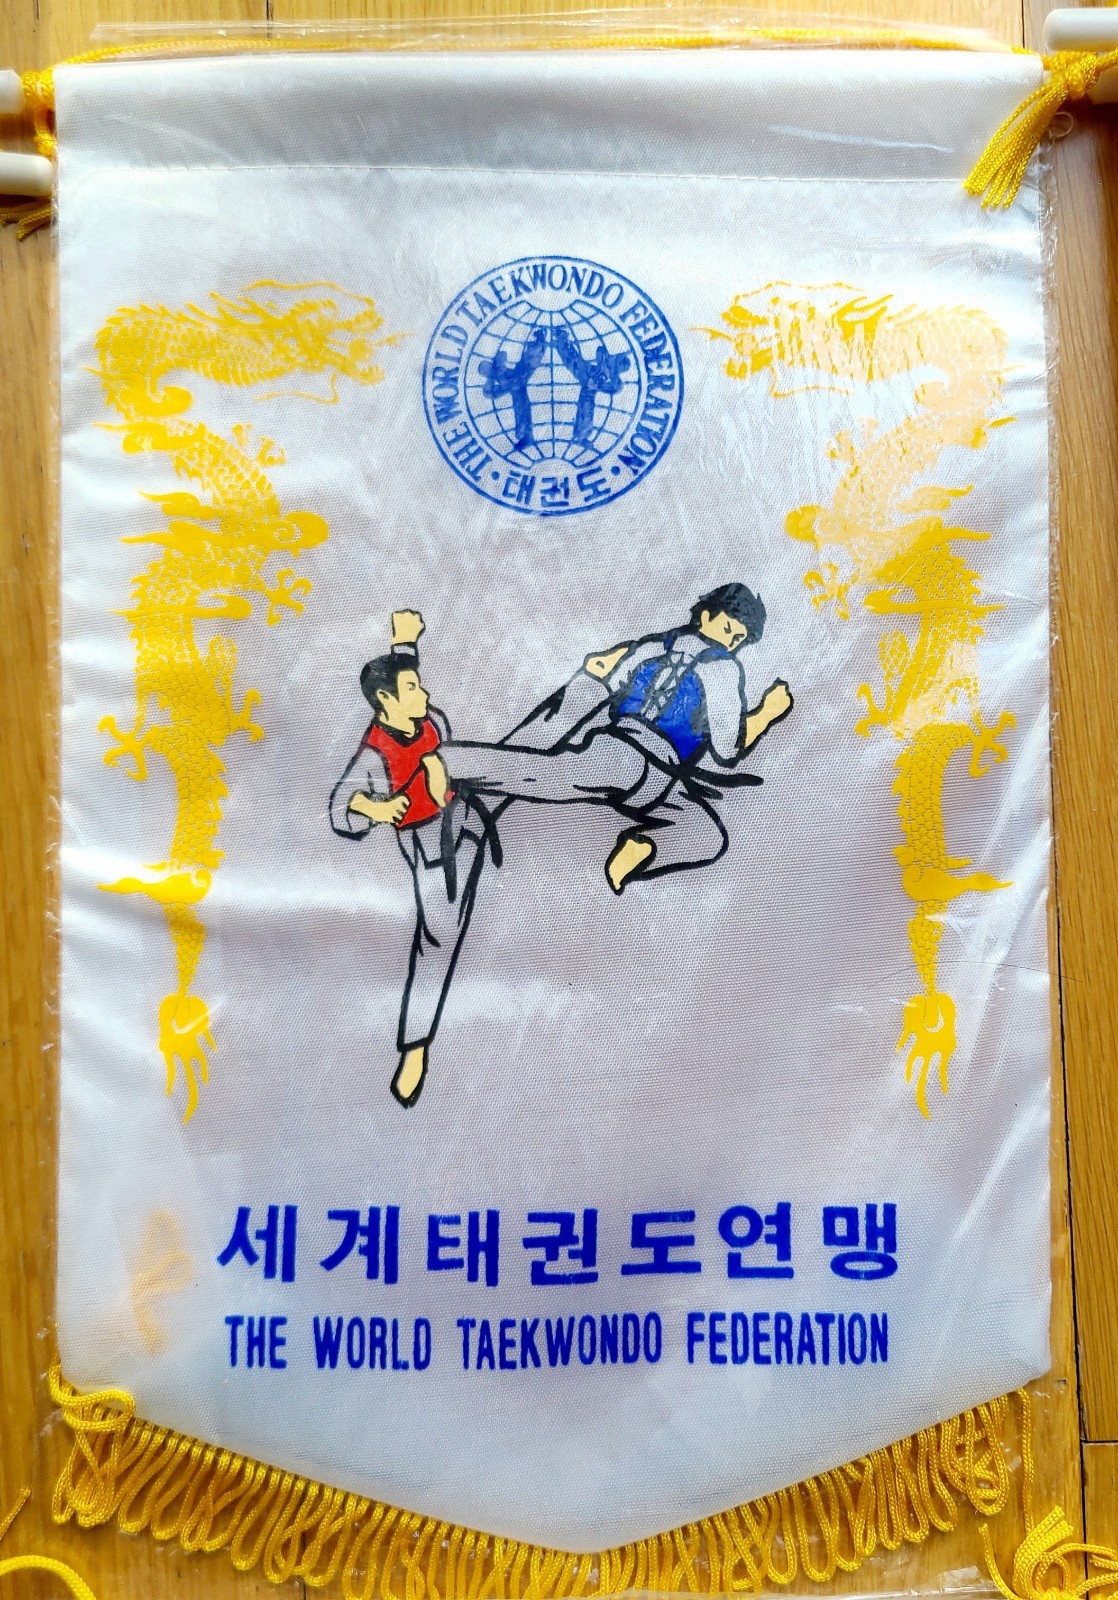 THE WORLD TAEKWONDO FEDERATION
· 태권도 ·
세계태권도연맹
THE WORLD TAEKWONDO FEDERATION